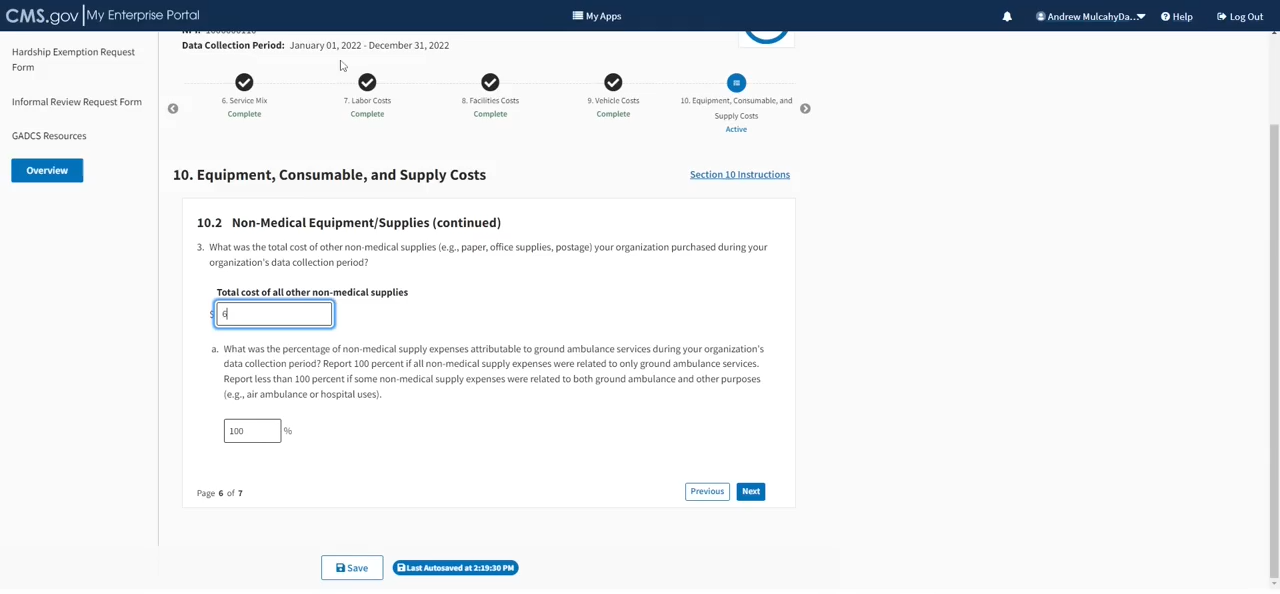 CMS.gov My Enterprise Portal
My Apps
Andrew MulcahyDa...
Help
Log Out
Hardship Exemption Request
Form
Informal Review Request Form
GADCS Resources
Overview
Data Collection Period: January 01, 2022 - December 31, 2022
6. Service Mix
Complete
7. Labor Costs
Complete
8. Facilities Costs
Complete
9. Vehicle Costs
Complete
10. Equipment, Consumable, and
Supply Costs
Active
10. Equipment, Consumable, and Supply Costs
Section 10 Instructions
10.2 Non-Medical Equipment/Supplies (continued)
3. What was the total cost of other non-medical supplies (e.g., paper, office supplies, postage) your organization purchased during your
organization's data collection period?
Total cost of all other non-medical supplies
$ 6
a. What was the percentage of non-medical supply expenses attributable to ground ambulance services during your organization's
data collection period? Report 100 percent if all non-medical supply expenses were related to only ground ambulance services.
Report less than 100 percent if some non-medical supply expenses were related to both ground ambulance and other purposes
(e.g., air ambulance or hospital uses).
100 %
Page 6 of 7
Previous
Next
Save
Last Autosaved at 2:19:30 PM